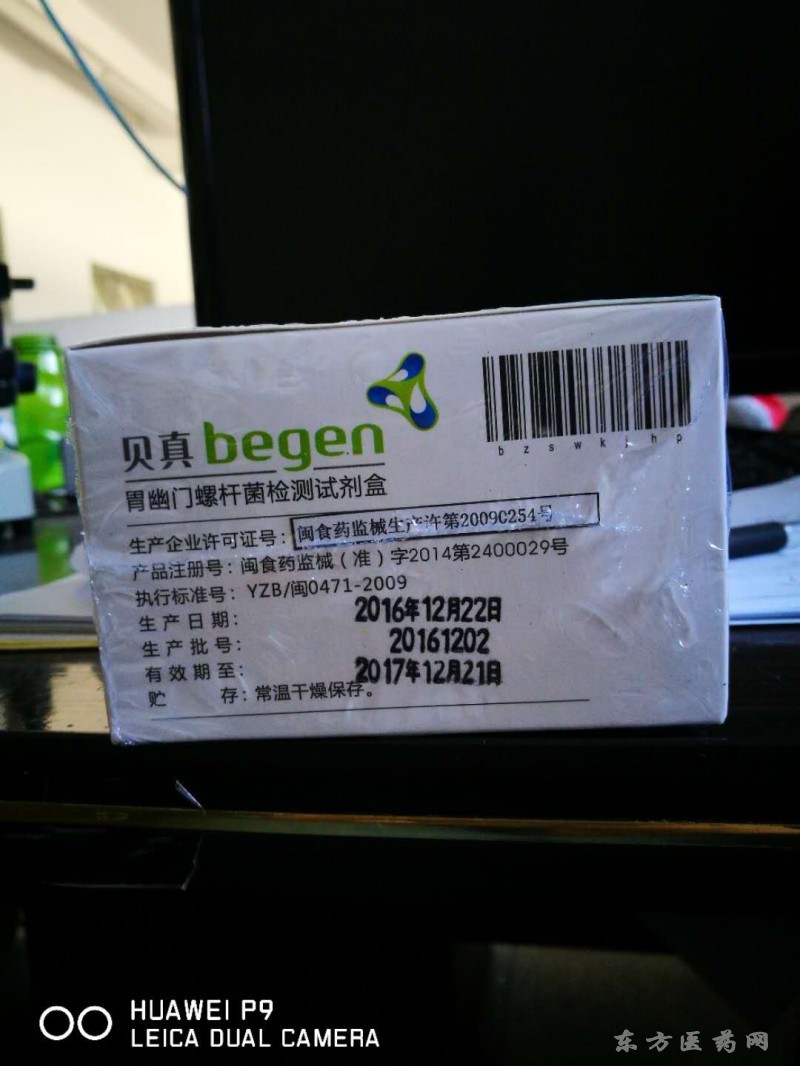 贝真 begen
bzswkjhp
胃幽门螺杆菌检测试剂盒
生产企业许可证号：闽食药监械生产许第2009C254号
产品注册号：闽食药监械（准）字2014第2400029号
执行标准号：YZB/闽0471-2009
生产日期：2016年12月22日
生产批号：20161202
有效期至：2017年12月21日
贮存：常温干燥保存。
HUAWEI P9
LEICA DUAL CAMERA
东方医药网